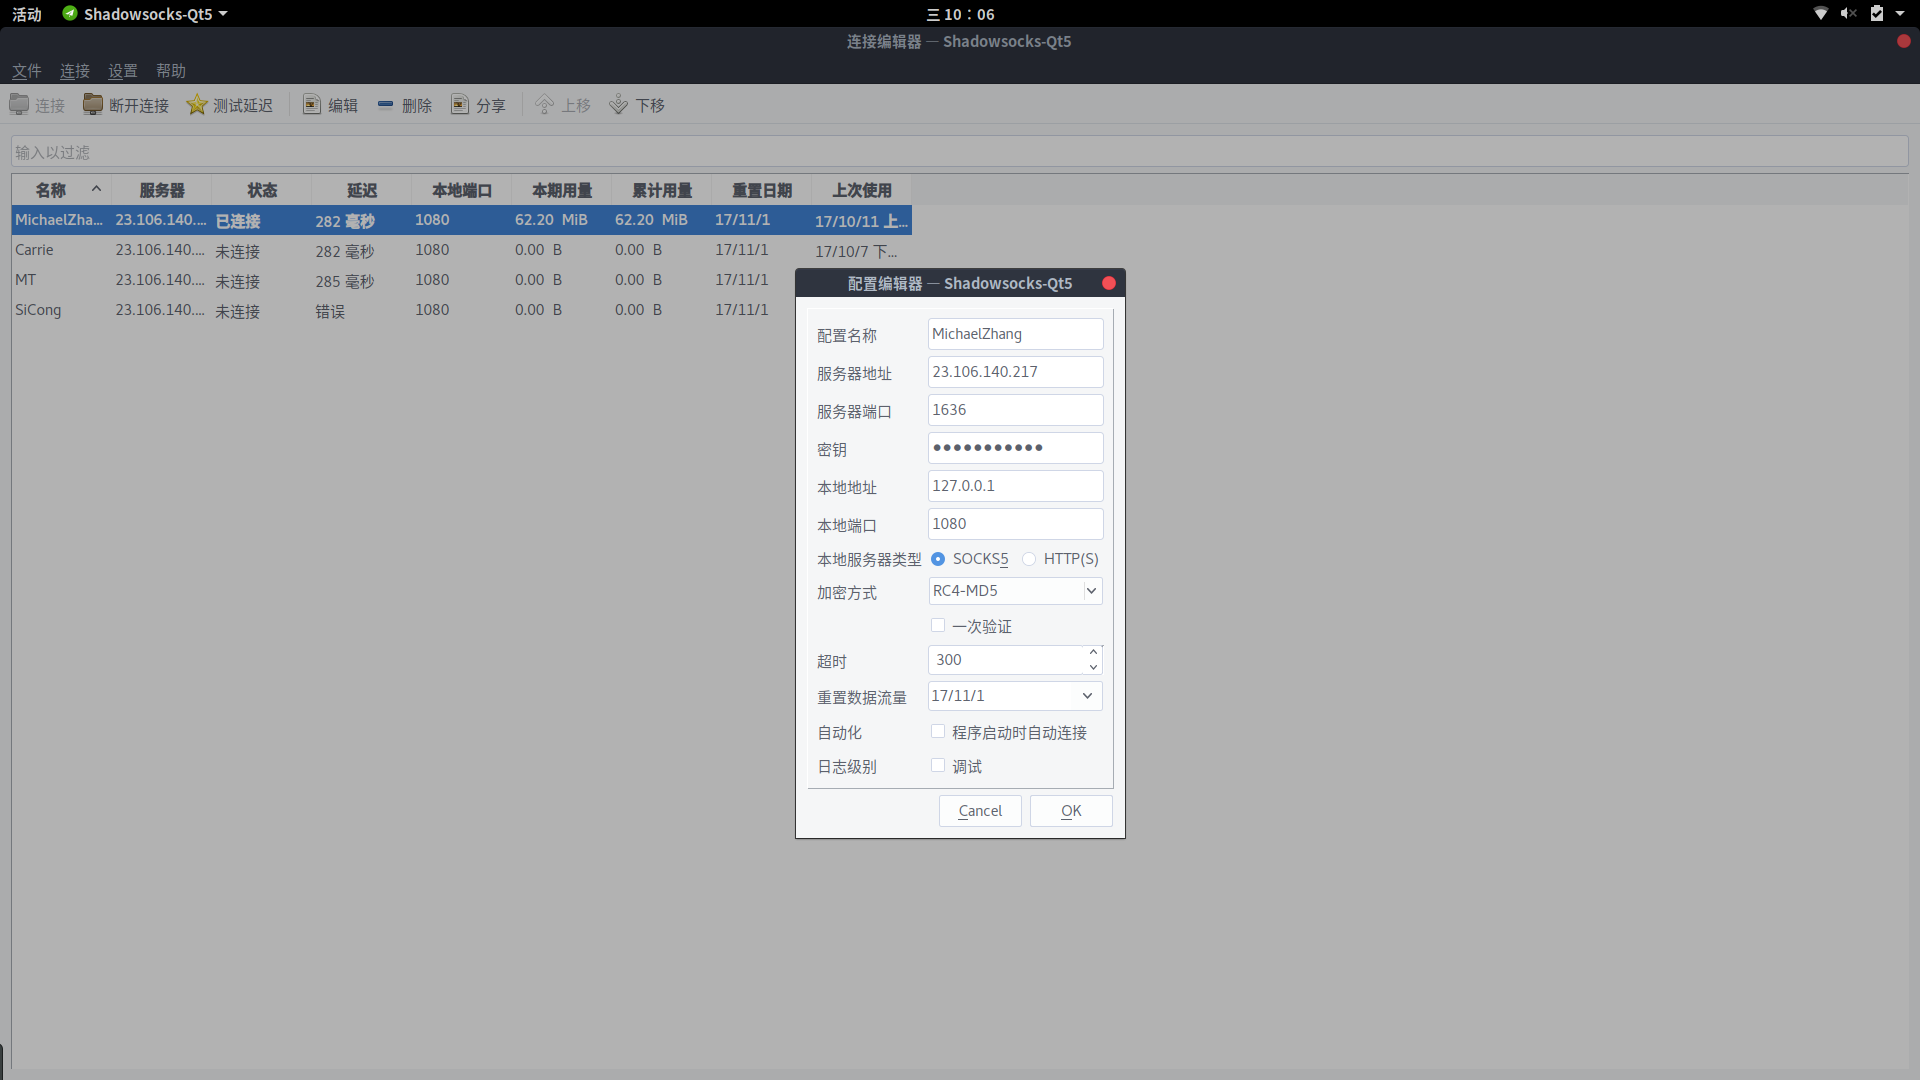 活动 Shadowsocks-Qt5 三 10：06
连接编辑器 — Shadowsocks-Qt5
文件 连接 设置 帮助
连接 断开连接 测试延迟 编辑 删除 分享 上移 下移
输入以过滤
名称 服务器 状态 延迟 本地端口 本期用量 累计用量 重置日期 上次使用
MichaelZha... 23.106.140.... 已连接 282 毫秒 1080 62.20 MiB 62.20 MiB 17/11/1 17/10/11 上...
Carrie 23.106.140.... 未连接 282 毫秒 1080 0.00 B 0.00 B 17/11/1 17/10/7 下...
MT 23.106.140.... 未连接 285 毫秒 1080 0.00 B 0.00 B 17/11/1
SiCong 23.106.140.... 未连接 错误 1080 0.00 B 0.00 B 17/11/1
配置编辑器 — Shadowsocks-Qt5
配置名称 MichaelZhang
服务器地址 23.106.140.217
服务器端口 1636
密钥 ●●●●●●●●●●●
本地地址 127.0.0.1
本地端口 1080
本地服务器类型 SOCKS5 HTTP(S)
加密方式 RC4-MD5
一次验证
超时 300
重置数据流量 17/11/1
自动化 程序启动时自动连接
日志级别 调试
Cancel OK